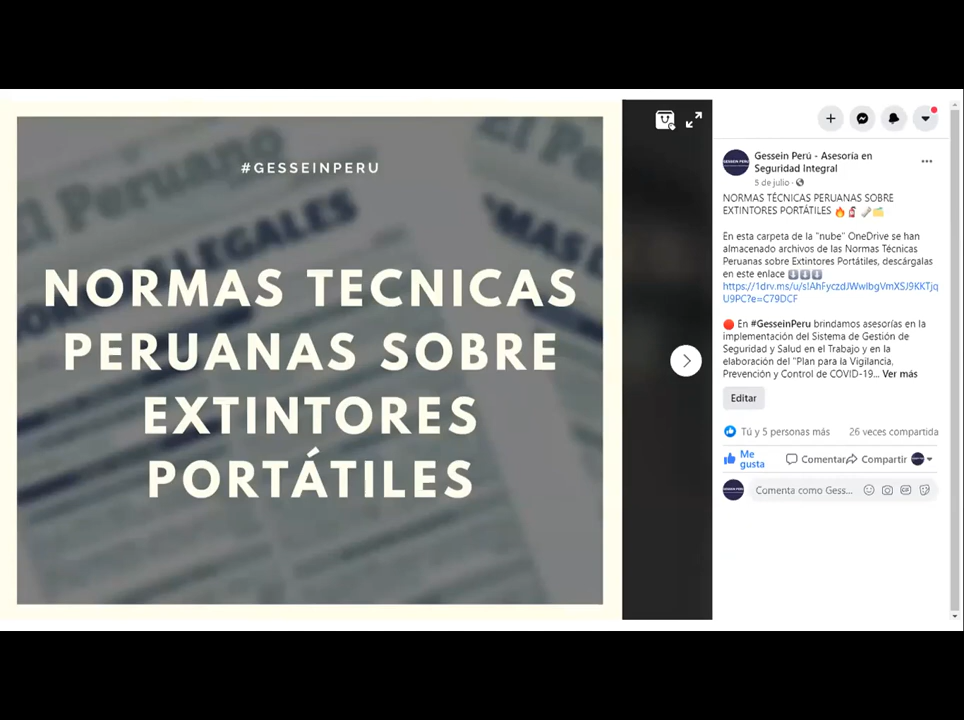 #GESSEINPERU
El Peruano
NORMAS TECNICAS
PERUANAS SOBRE
EXTINTORES
PORTÁTILES
Gessein Perú - Asesoría en
Seguridad Integral
5 de julio ·
NORMAS TÉCNICAS PERUANAS SOBRE
EXTINTORES PORTÁTILES
En esta carpeta de la "nube" OneDrive se han
almacenado archivos de las Normas Técnicas
Peruanas sobre Extintores Portátiles, descárgalas
en este enlace
U9PC?e=C79DCF
En #GesseinPeru brindamos asesorías en la
implementación del Sistema de Gestión de
Seguridad y Salud en el Trabajo y en la
elaboración del "Plan para la Vigilancia,
Prevención y Control de COVID-19... Ver más
Editar
Tú y 5 personas más 26 veces compartida
Me gusta Comentar Compartir
Comenta como Gess...